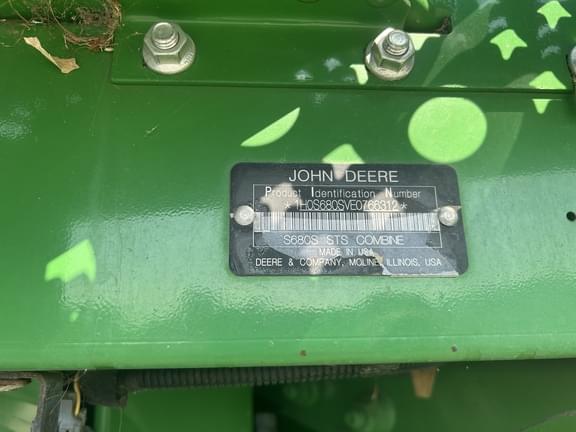 JOHN DEERE
Product Identification Number
*1H0S680SVE0766312*
S680S STS COMBINE
MADE IN USA
DEERE & COMPANY, MOLINE, ILLINOIS, USA